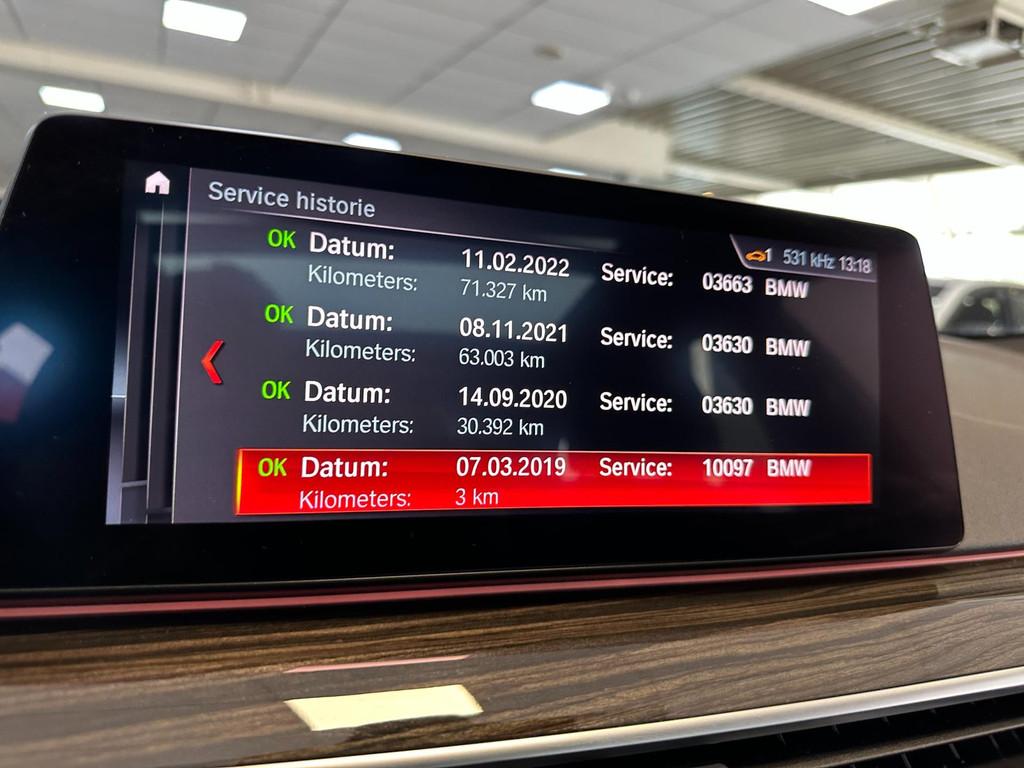 Service historie
1 531 kHz 13:18
OK Datum: 11.02.2022 Service: 03663 BMW
Kilometers: 71.327 km
OK Datum: 08.11.2021 Service: 03630 BMW
Kilometers: 63.003 km
OK Datum: 14.09.2020 Service: 03630 BMW
Kilometers: 30.392 km
OK Datum: 07.03.2019 Service: 10097 BMW
Kilometers: 3 km